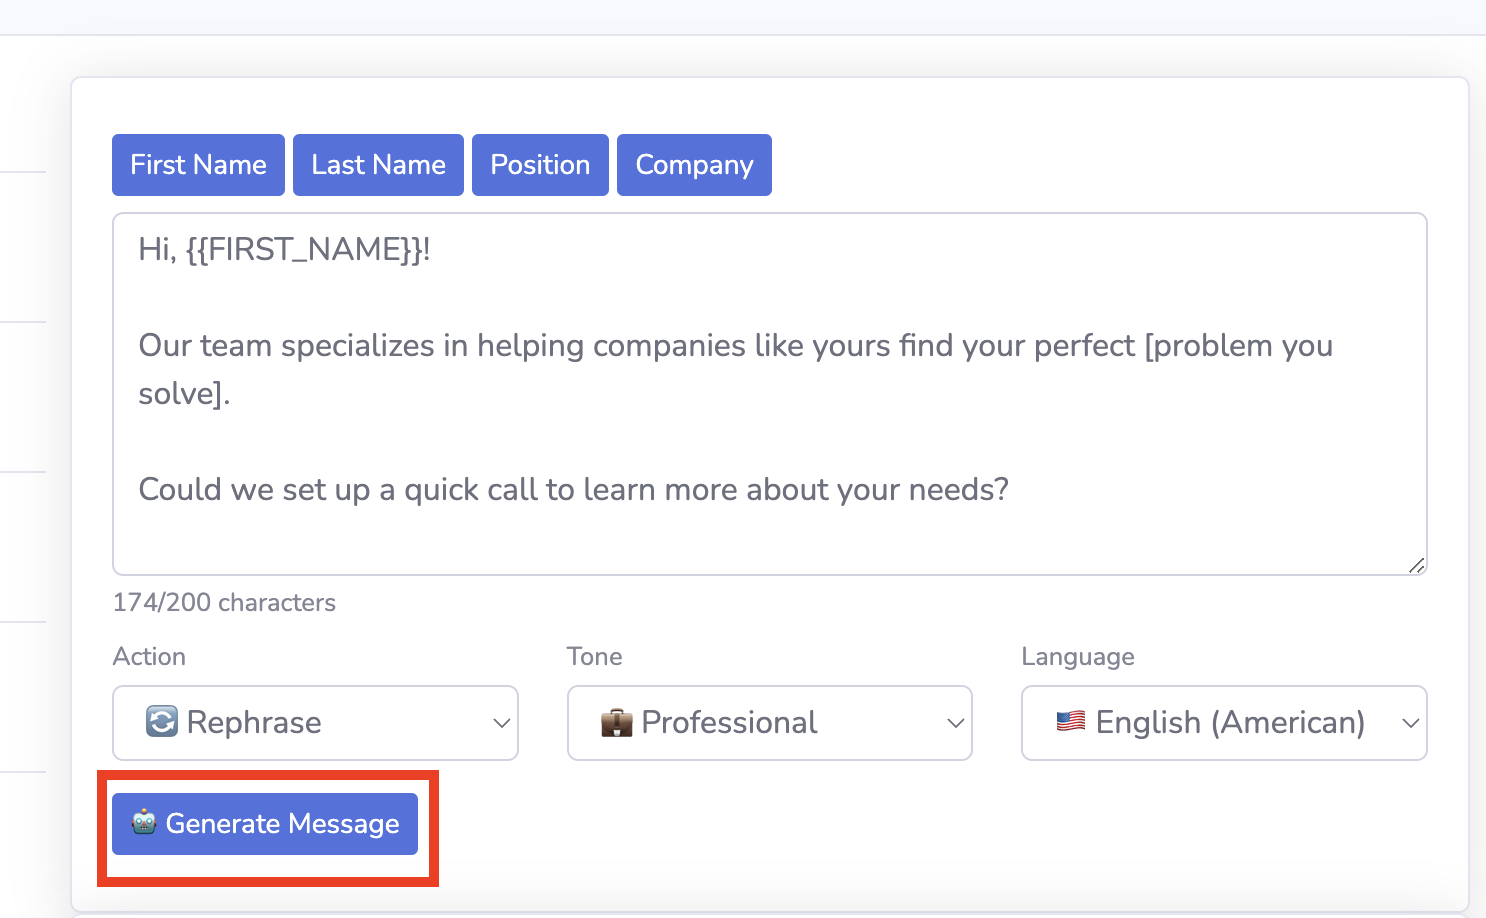 First Name Last Name Position Company
Hi, {{FIRST_NAME}}!
Our team specializes in helping companies like yours find your perfect [problem you
solve].
Could we set up a quick call to learn more about your needs?
174/200 characters
Action Tone Language
Rephrase Professional English (American)
Generate Message